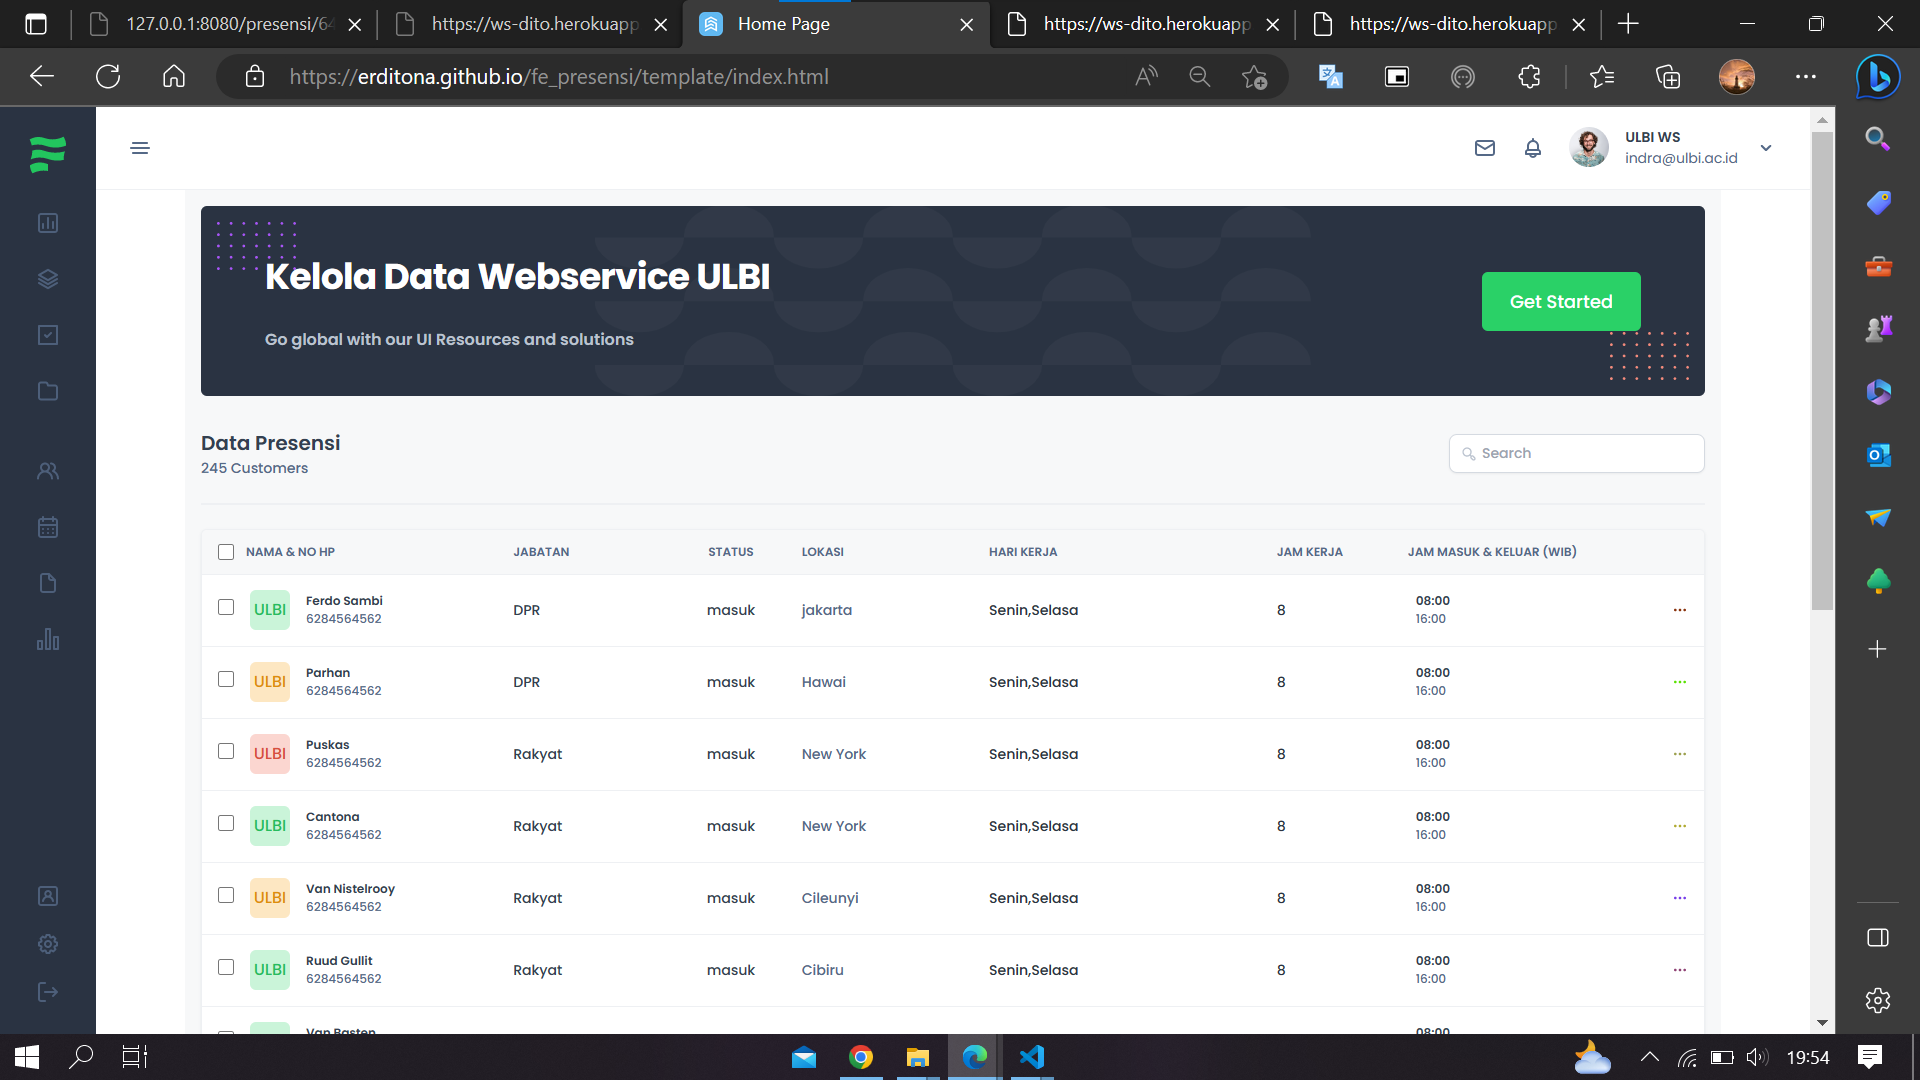 127.0.0.1:8080/presensi/64
https://ws-dito.herokuapp
Home Page
https://ws-dito.herokuapp
https://ws-dito.herokuapp
https://erditona.github.io/fe_presensi/template/index.html
ULBI WS
indra@ulbi.ac.id
Kelola Data Webservice ULBI
Go global with our UI Resources and solutions
Get Started
Data Presensi
245 Customers
Search
NAMA & NO HP JABATAN STATUS LOKASI HARI KERJA JAM KERJA JAM MASUK & KELUAR (WIB)
ULBI Ferdo Sambi 6284564562 DPR masuk jakarta Senin,Selasa 8 08:00 16:00
ULBI Parhan 6284564562 DPR masuk Hawai Senin,Selasa 8 08:00 16:00
ULBI Puskas 6284564562 Rakyat masuk New York Senin,Selasa 8 08:00 16:00
ULBI Cantona 6284564562 Rakyat masuk New York Senin,Selasa 8 08:00 16:00
ULBI Van Nistelrooy 6284564562 Rakyat masuk Cileunyi Senin,Selasa 8 08:00 16:00
ULBI Ruud Gullit 6284564562 Rakyat masuk Cibiru Senin,Selasa 8 08:00 16:00
Van Basten 08:00
19:54